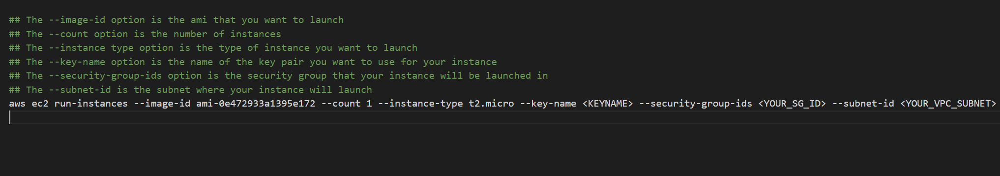 ## The --image-id option is the ami that you want to launch
## The --count option is the number of instances
## The --instance type option is the type of instance you want to launch
## The --key-name option is the name of the key pair you want to use for your instance
## The --security-group-ids option is the security group that your instance will be launched in
## The --subnet-id is the subnet where your instance will launch
aws ec2 run-instances --image-id ami-0e472933a1395e172 --count 1 --instance-type t2.micro --key-name <KEYNAME> --security-group-ids <YOUR_SG_ID> --subnet-id <YOUR_VPC_SUBNET>